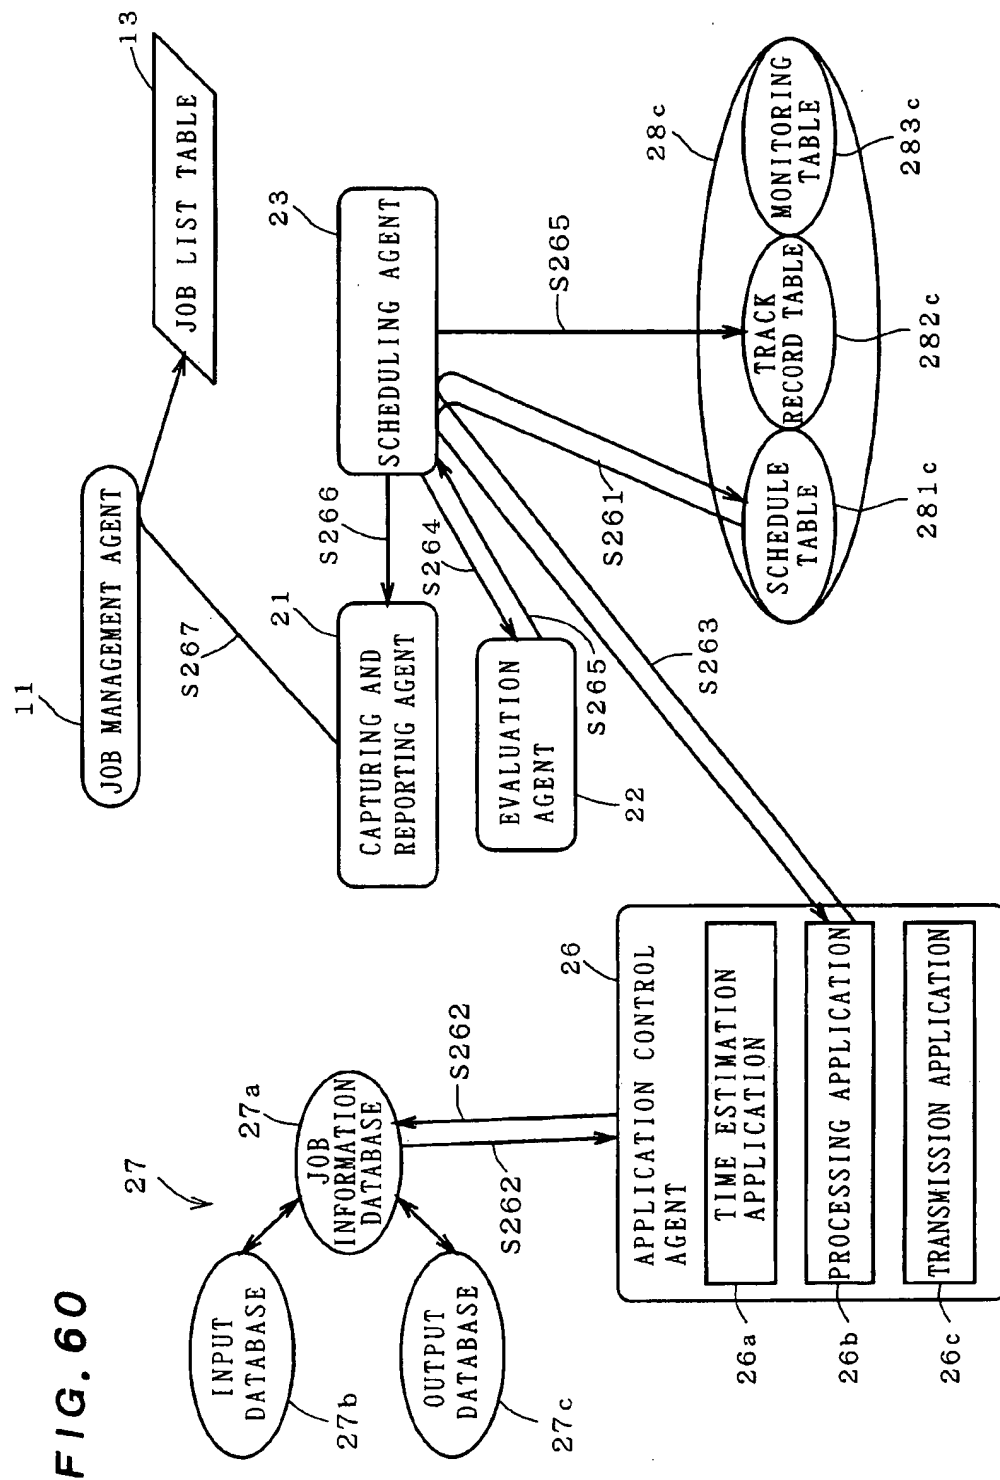 FIG. 60
11
JOB MANAGEMENT AGENT
13
JOB LIST TABLE
S267
27
27a
JOB
INFORMATION
DATABASE
INPUT
DATABASE
27b
OUTPUT
DATABASE
27c
S262
S262
21
CAPTURING AND
REPORTING AGENT
S266
23
SCHEDULING AGENT
S264
S265
EVALUATION
AGENT
22
S265
S261
S263
26
APPLICATION CONTROL
AGENT
TIME ESTIMATION
APPLICATION
26a
PROCESSING APPLICATION
26b
TRANSMISSION APPLICATION
26c
28c
SCHEDULE
TABLE
281c
TRACK
RECORD TABLE
282c
MONITORING
TABLE
283c